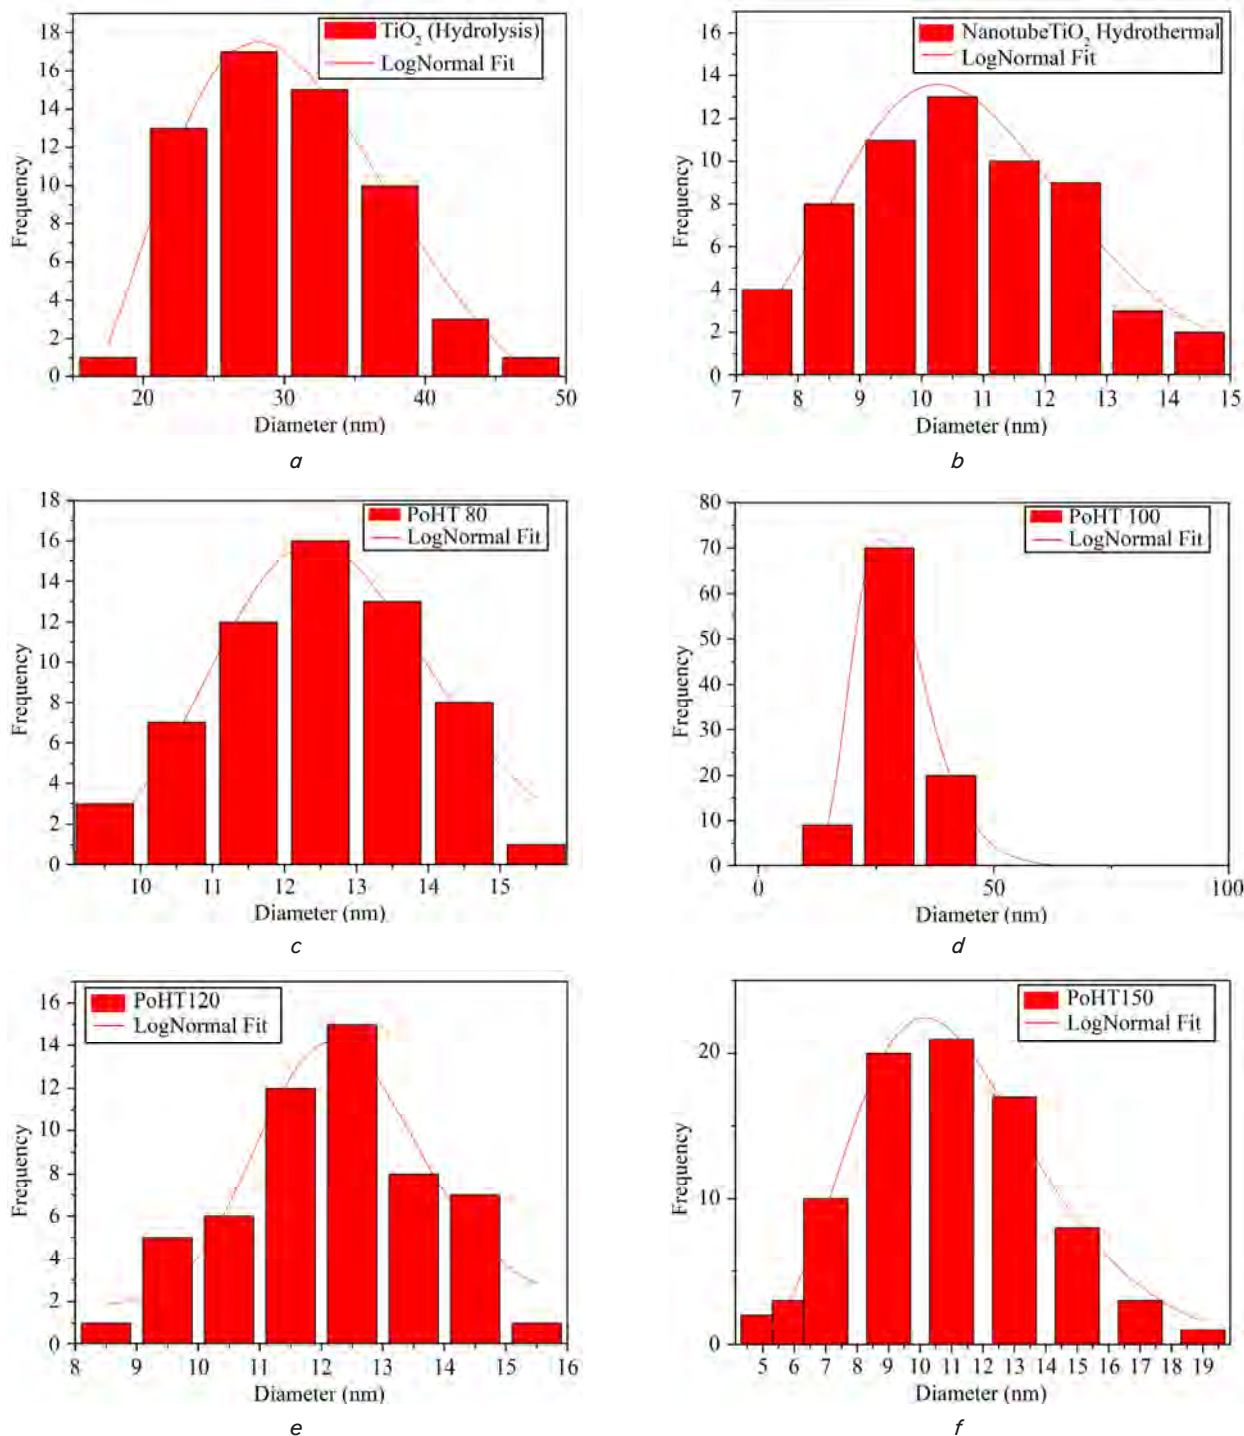 TiO2 (Hydrolysis)
LogNormal Fit
Frequency
18
16
14
12
10
8
6
4
2
0
20 30 40 50
Diameter (nm)
a
NanotubeTiO2 Hydrothermal
LogNormal Fit
Frequency
16
14
12
10
8
6
4
2
0
7 8 9 10 11 12 13 14 15
Diameter (nm)
b
PoHT 80
LogNormal Fit
Frequency
18
16
14
12
10
8
6
4
2
0
10 11 12 13 14 15
Diameter (nm)
c
PoHT 100
LogNormal Fit
Frequency
80
70
60
50
40
30
20
10
0
0 50 100
Diameter (nm)
d
PoHT120
LogNormal Fit
Frequency
16
14
12
10
8
6
4
2
0
8 9 10 11 12 13 14 15 16
Diameter (nm)
e
PoHT150
LogNormal Fit
Frequency
20
10
0
5 6 7 8 9 10 11 12 13 14 15 16 17 18 19
Diameter (nm)
f